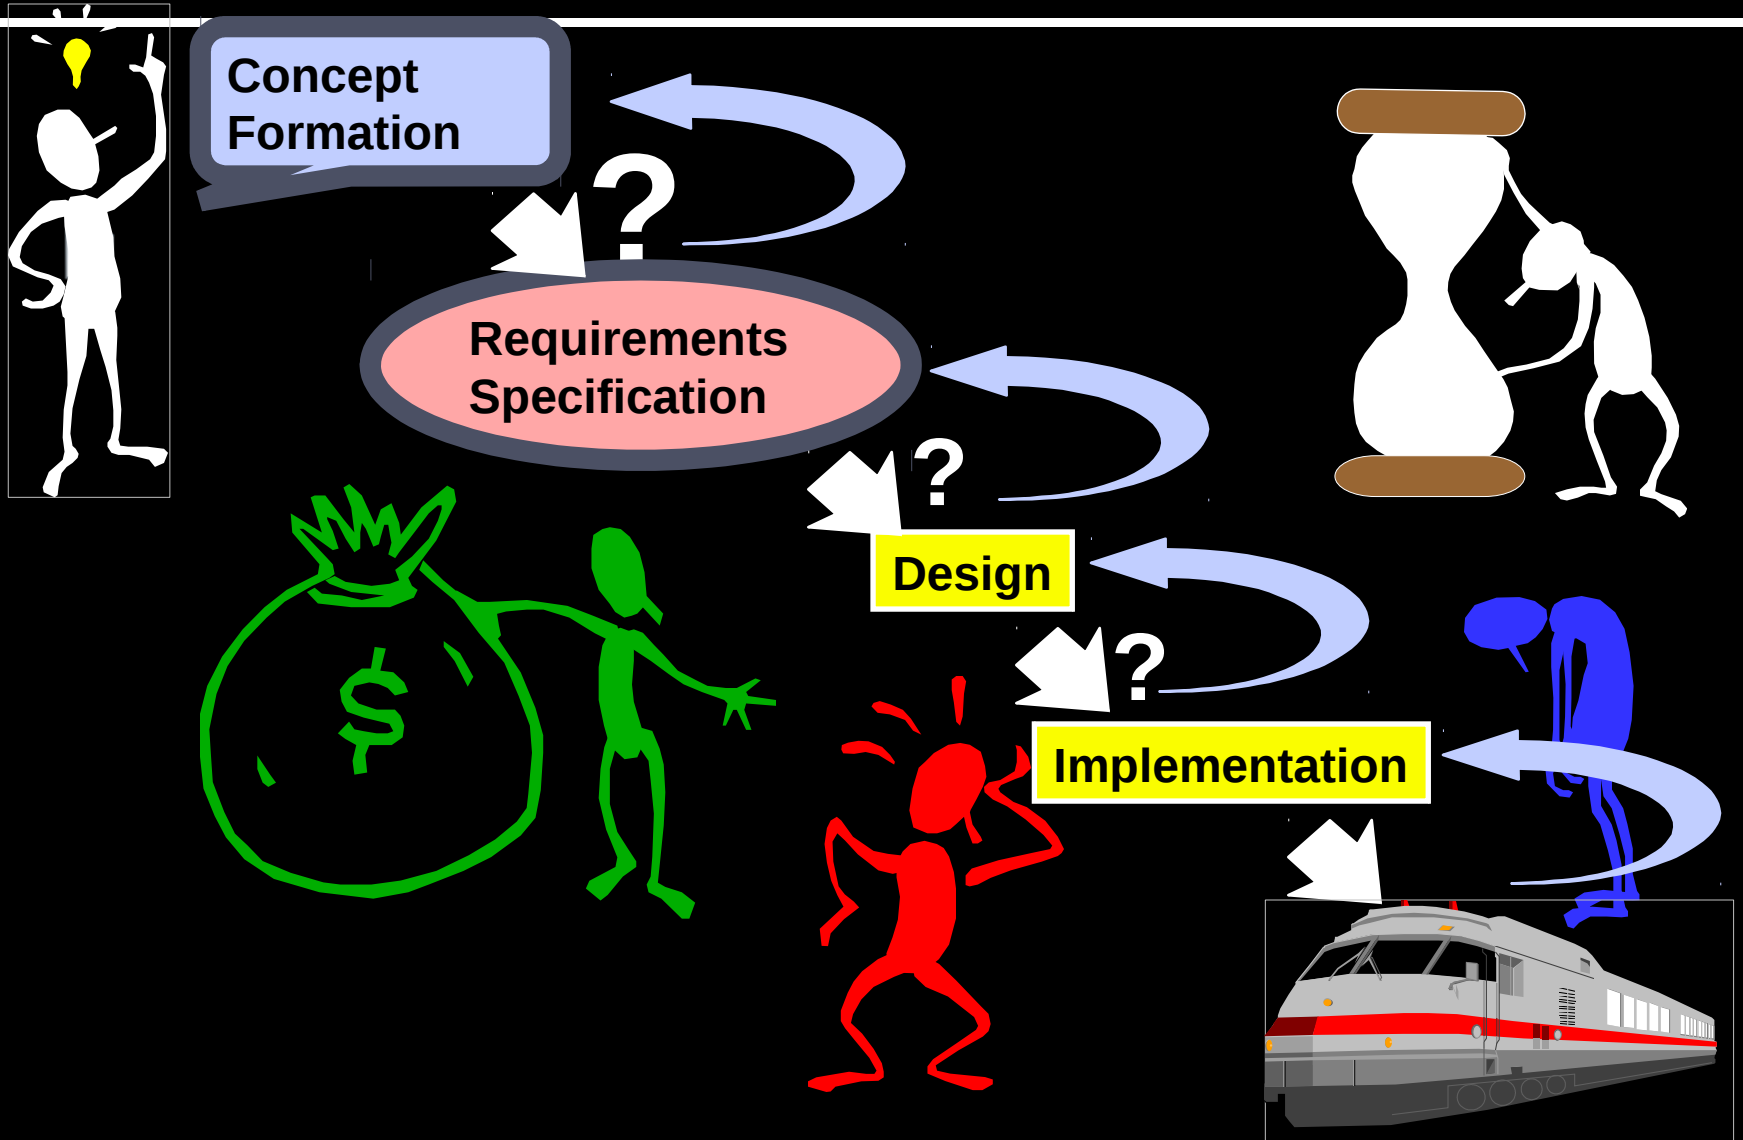 Concept
Formation
?
Requirements
Specification
?
Design
?
Implementation
$